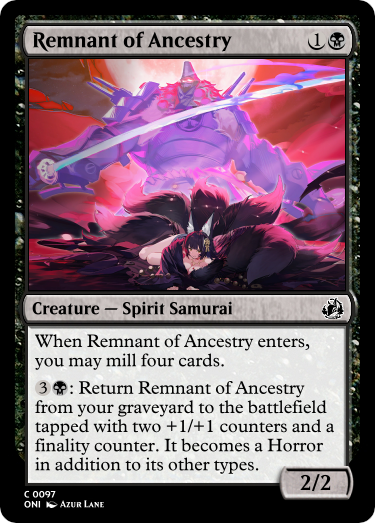 Remnant of Ancestry 1
Creature — Spirit Samurai
When Remnant of Ancestry enters,
you may mill four cards.
3 : Return Remnant of Ancestry
from your graveyard to the battlefield
tapped with two +1/+1 counters and a
finality counter. It becomes a Horror
in addition to its other types.
2/2
C 0097
ONI AZUR LANE